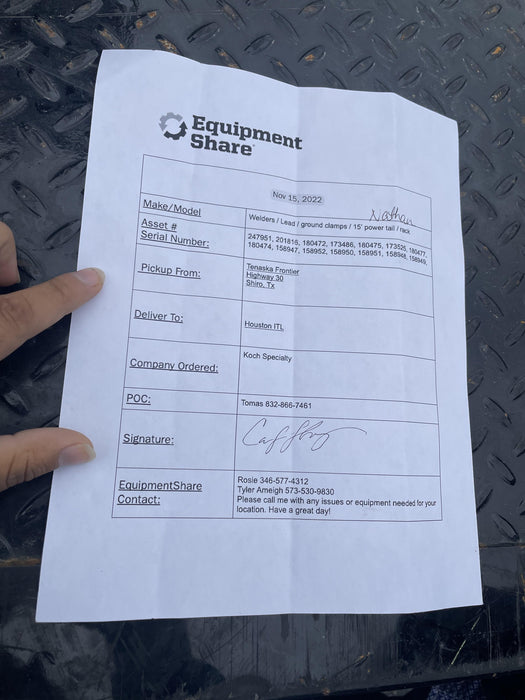 Equipment
Share
Nov 15, 2022
Nathan
Make/Model
Welders / Lead / ground clamps / 15' power tail / rack
Asset #
Serial Number:
247951, 201816, 180472, 173486, 180475, 173525, 180477,
180474, 158947, 158952, 158950, 158951, 158948, 158949,
Pickup From:
Tenaska Frontier
Highway 30
Shiro, Tx
Deliver To:
Houston ITL
Company Ordered:
Koch Specialty
POC:
Tomas 832-866-7461
Signature:
EquipmentShare
Contact:
Rosie 346-577-4312
Tyler Ameigh 573-530-9830
Please call me with any issues or equipment needed for your
location. Have a great day!